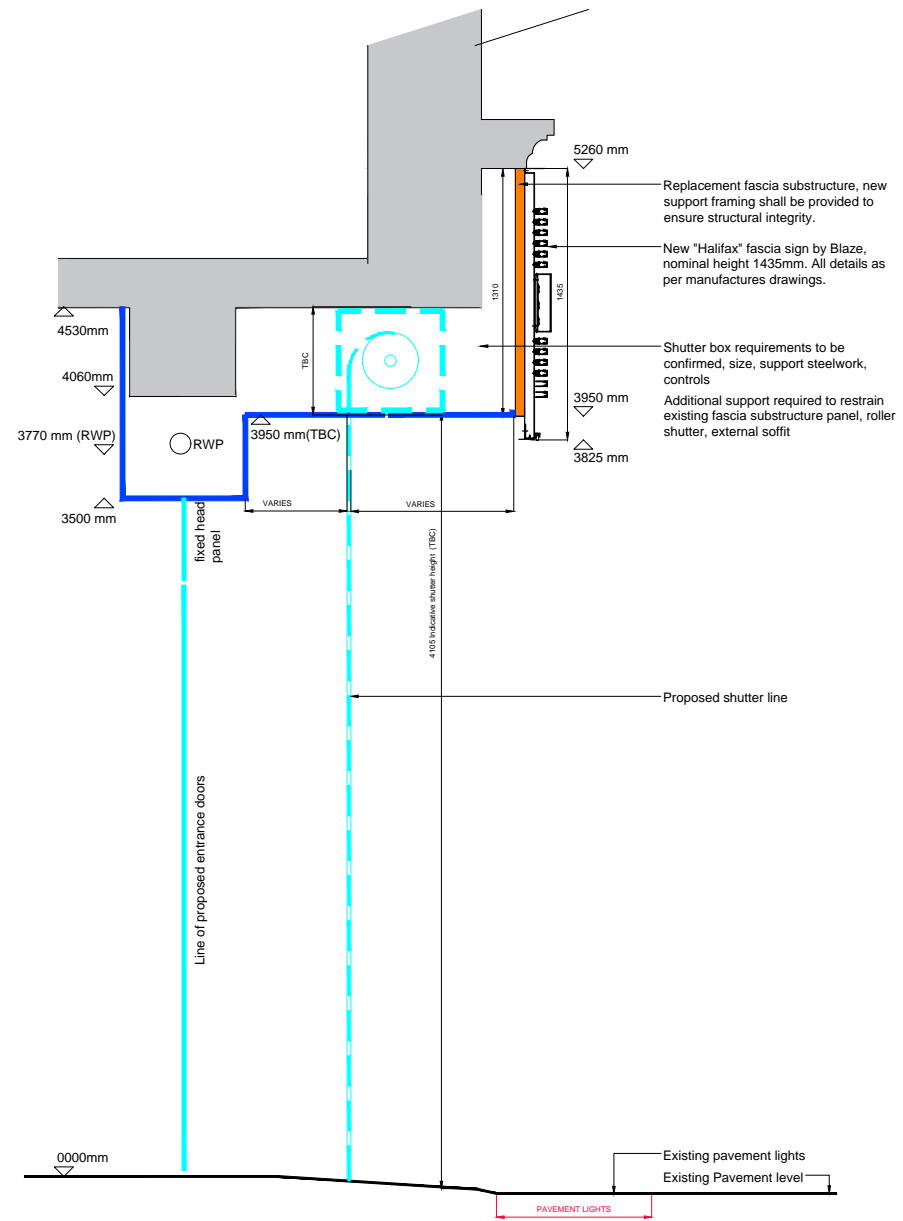 5260 mm
Replacement fascia substructure, new
support framing shall be provided to
ensure structural integrity.
New "Halifax" fascia sign by Blaze,
nominal height 1435mm. All details as
per manufactures drawings.
1310
1435
4530mm
TBC
Shutter box requirements to be
confirmed, size, support steelwork,
controls
4060mm
Additional support required to restrain
existing fascia substructure panel, roller
shutter, external soffit
3950 mm
3770 mm (RWP)
RWP
3950 mm(TBC)
3825 mm
3500 mm
VARIES
VARIES
fixed head
panel
4105 Indicative shutter height (TBC)
Proposed shutter line
Line of proposed entrance doors
0000mm
Existing pavement lights
Existing Pavement level
PAVEMENT LIGHTS